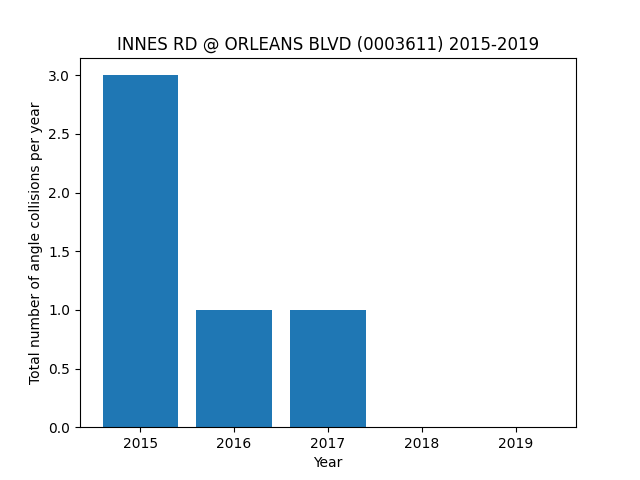 INNES RD @ ORLEANS BLVD (0003611) 2015-2019
Total number of angle collisions per year
3.0
2.5
2.0
1.5
1.0
0.5
0.0
2015 2016 2017 2018 2019
Year